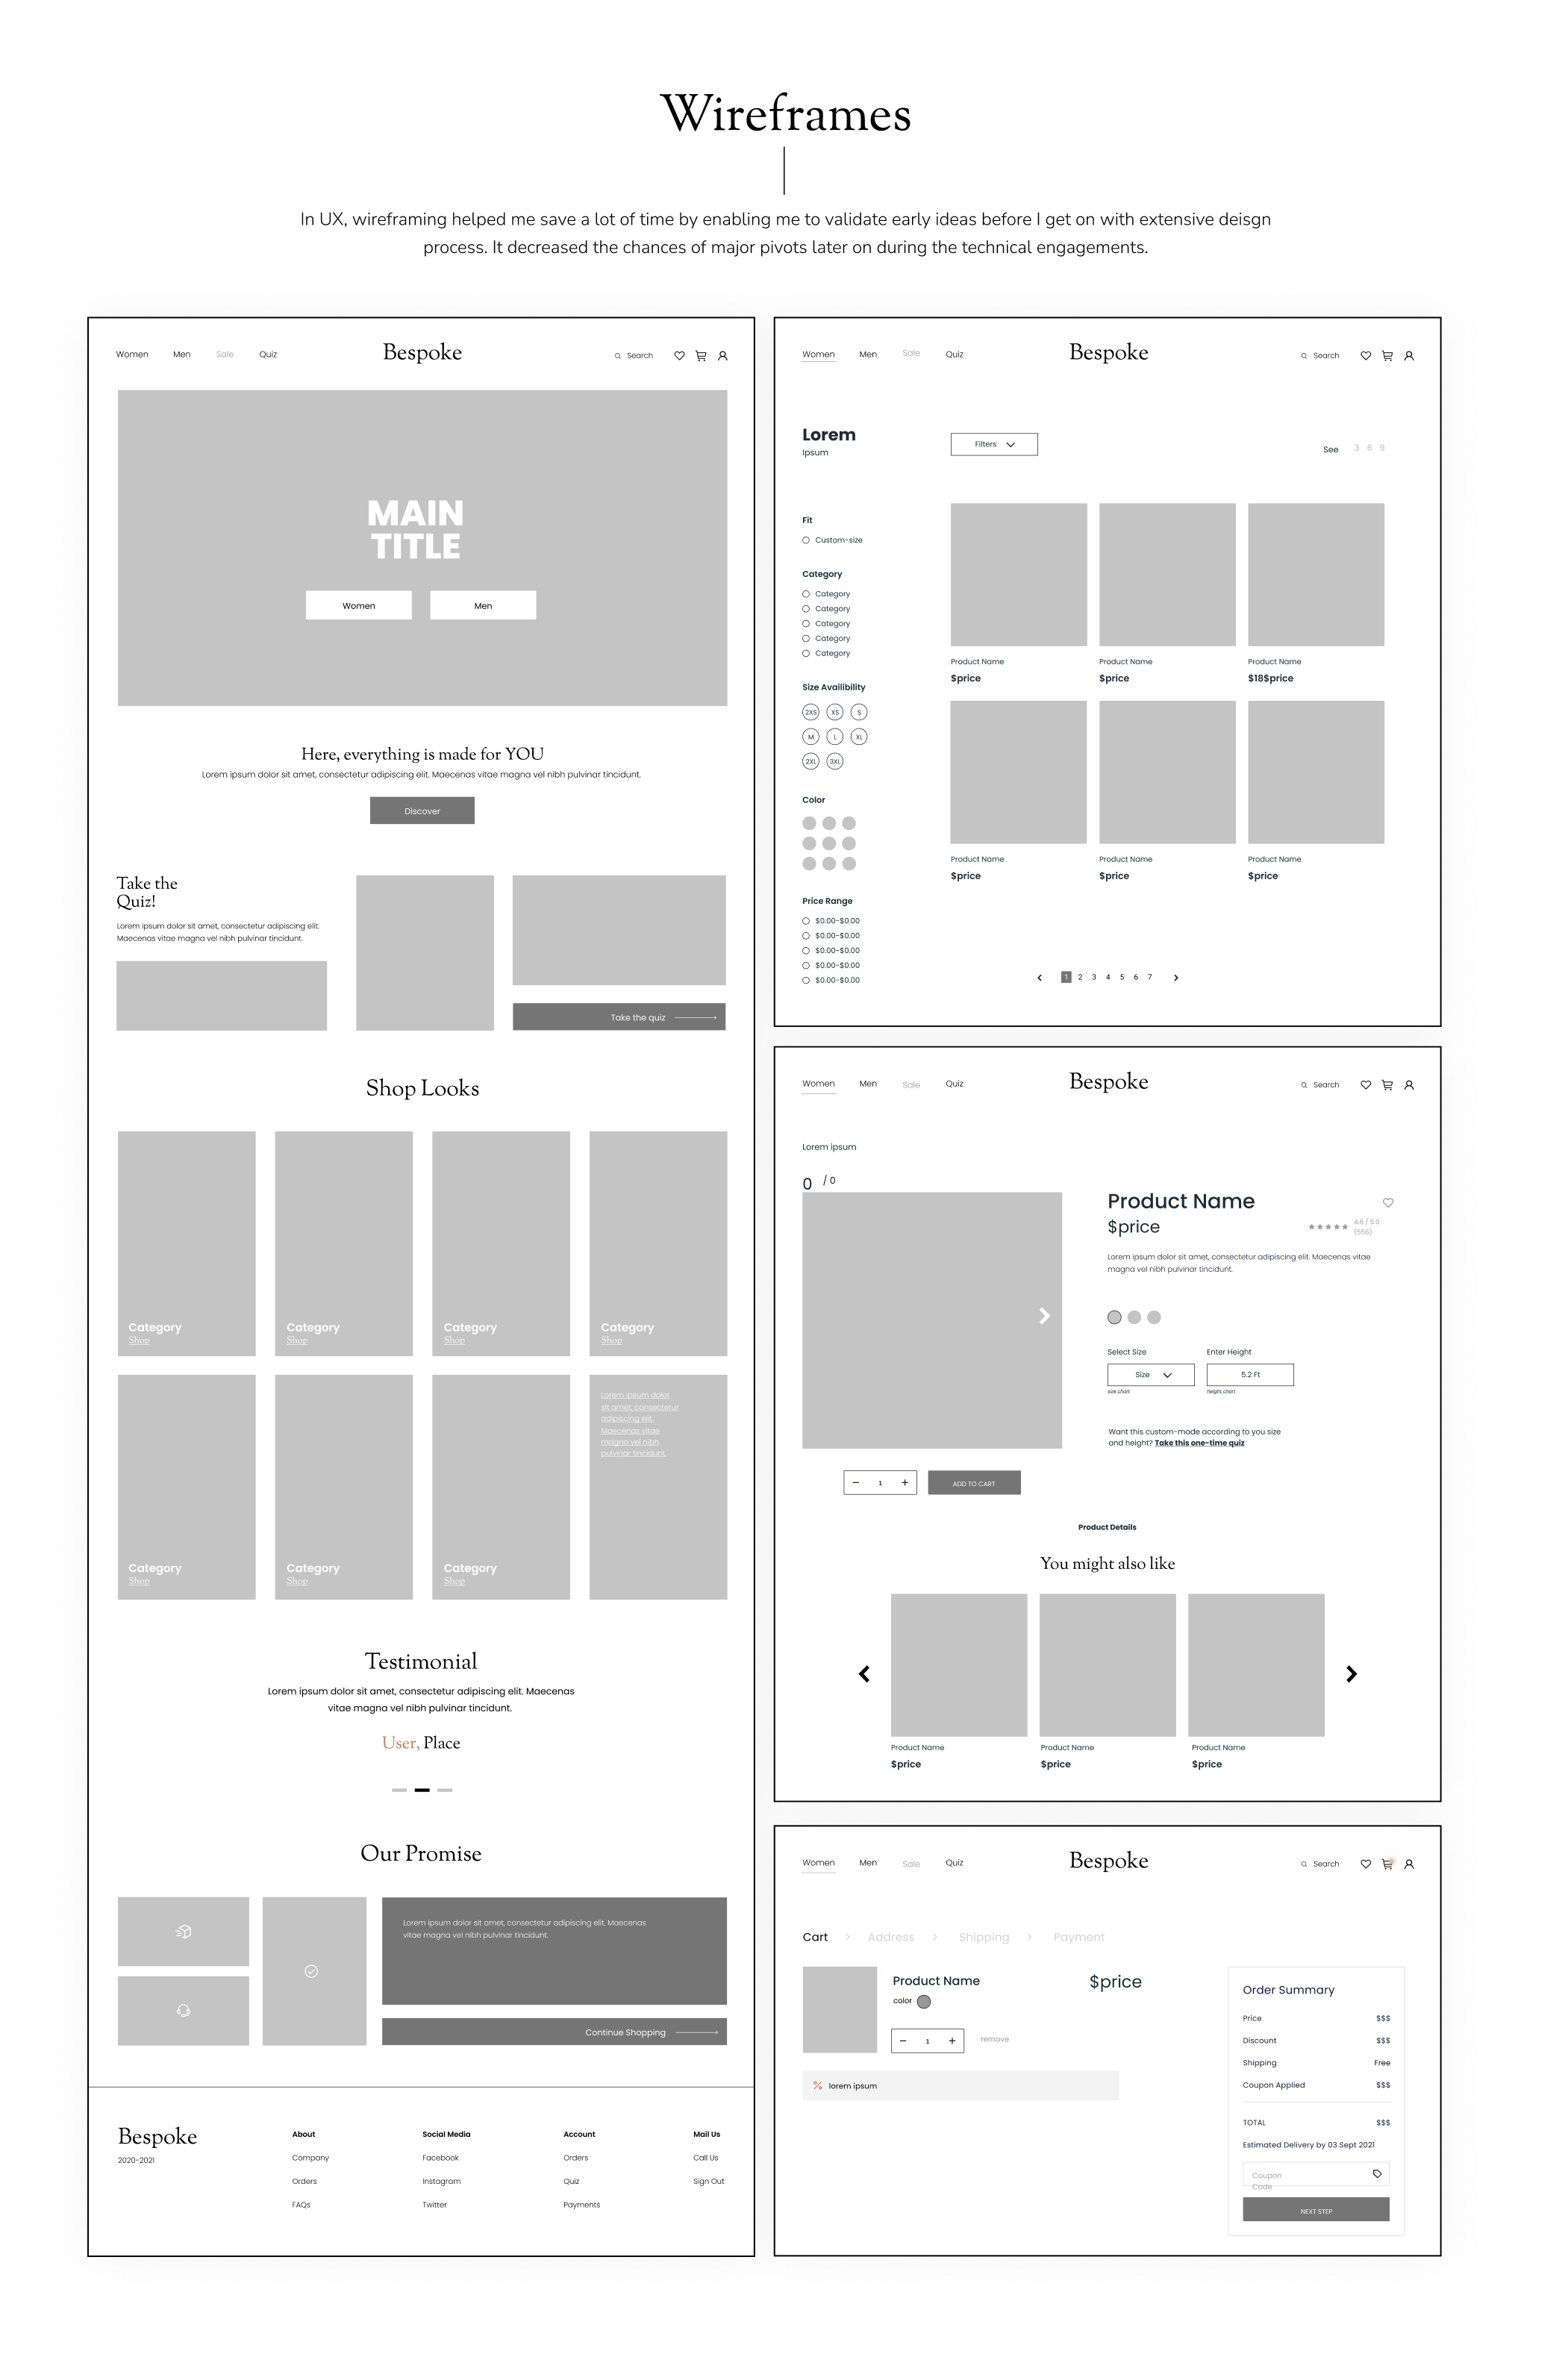 Wireframes
In UX, wireframing helped me save a lot of time by enabling me to validate early ideas before I get on with extensive deisgn
process. It decreased the chances of major pivots later on during the technical engagements.
Women Men Sale Quiz Bespoke Search
MAIN
TITLE
Women Men
Here, everything is made for YOU
Lorem ipsum dolor sit amet, consectetur adipiscing elit. Maecenas vitae magna vel nibh pulvinar tincidunt.
Discover
Take the
Quiz!
Lorem ipsum dolor sit amet, consectetur adipiscing elit.
Maecenas vitae magna vel nibh pulvinar tincidunt.
Take the quiz
Shop Looks
Category Category Category Category
Shop Shop Shop Shop
Lorem ipsum dolor
sit amet, consectetur
adipiscing elit.
Maecenas vitae
magna vel nibh
pulvinar tincidunt.
Category Category Category
Shop Shop Shop
Testimonial
Lorem ipsum dolor sit amet, consectetur adipiscing elit. Maecenas
vitae magna vel nibh pulvinar tincidunt.
User, Place
Our Promise
Lorem ipsum dolor sit amet, consectetur adipiscing elit. Maecenas
vitae magna vel nibh pulvinar tincidunt.
Continue Shopping
Bespoke
2020-2021
About
Company
Orders
FAQs
Social Media
Facebook
Instagram
Twitter
Account
Orders
Quiz
Payments
Mail Us
Call Us
Sign Out
Women Men Sale Quiz Bespoke Search
Lorem
Ipsum
Filters
See 3 6 9
Fit
Custom-size
Category
Category
Category
Category
Category
Category
Size Availibility
2XS XS S
M L XL
2XL 3XL
Color
Price Range
$0.00-$0.00
$0.00-$0.00
$0.00-$0.00
$0.00-$0.00
$0.00-$0.00
Product Name Product Name Product Name
$price $price $18$price
Product Name Product Name Product Name
$price $price $price
1 2 3 4 5 6 7
Women Men Sale Quiz Bespoke Search
Lorem ipsum
0 / 0
Product Name
$price
4.6 / 5.0
(556)
Lorem ipsum dolor sit amet, consectetur adipiscing elit. Maecenas vitae
magna vel nibh pulvinar tincidunt.
Select Size Enter Height
Size 5.2 Ft
size chart height chart
Want this custom-made according to you size
and height? Take this one-time quiz
− 1 + ADD TO CART
Product Details
You might also like
Product Name Product Name Product Name
$price $price $price
Women Men Sale Quiz Bespoke Search
Cart > Address > Shipping > Payment
Product Name $price
color
− 1 + remove
% lorem ipsum
Order Summary
Price $$$
Discount $$$
Shipping Free
Coupon Applied $$$
TOTAL $$$
Estimated Delivery by 03 Sept 2021
Coupon
Code
NEXT STEP